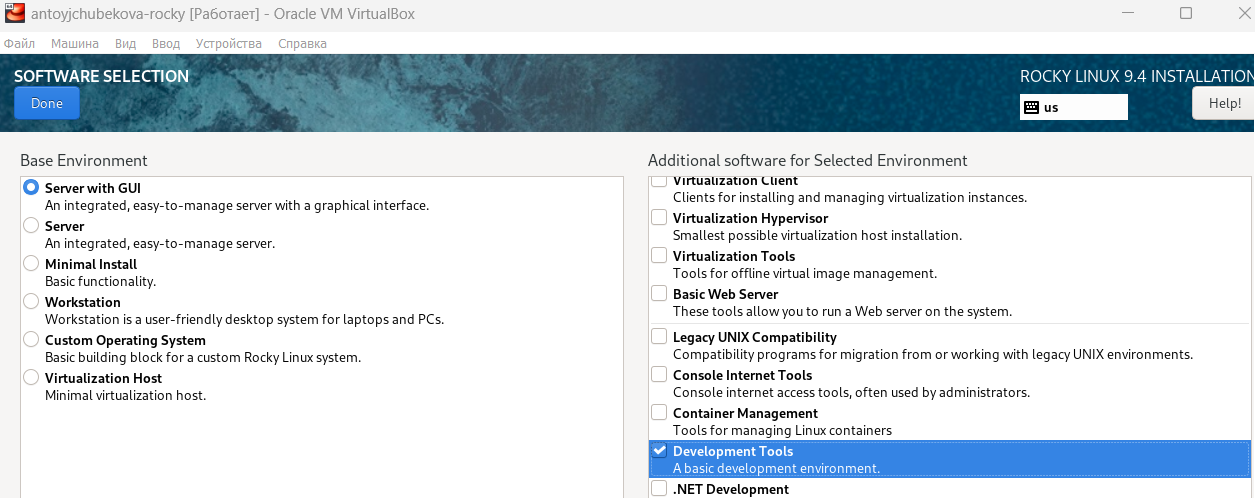 antoyjchubekova-rocky [Работает] - Oracle VM VirtualBox
Файл Машина Вид Ввод Устройства Справка
SOFTWARE SELECTION
Done
ROCKY LINUX 9.4 INSTALLATION
us
Help!
Base Environment
Server with GUI
An integrated, easy-to-manage server with a graphical interface.
Server
An integrated, easy-to-manage server.
Minimal Install
Basic functionality.
Workstation
Workstation is a user-friendly desktop system for laptops and PCs.
Custom Operating System
Basic building block for a custom Rocky Linux system.
Virtualization Host
Minimal virtualization host.
Additional software for Selected Environment
Virtualization Client
Clients for installing and managing virtualization instances.
Virtualization Hypervisor
Smallest possible virtualization host installation.
Virtualization Tools
Tools for offline virtual image management.
Basic Web Server
These tools allow you to run a Web server on the system.
Legacy UNIX Compatibility
Compatibility programs for migration from or working with legacy UNIX environments.
Console Internet Tools
Console internet access tools, often used by administrators.
Container Management
Tools for managing Linux containers
Development Tools
A basic development environment.
.NET Development